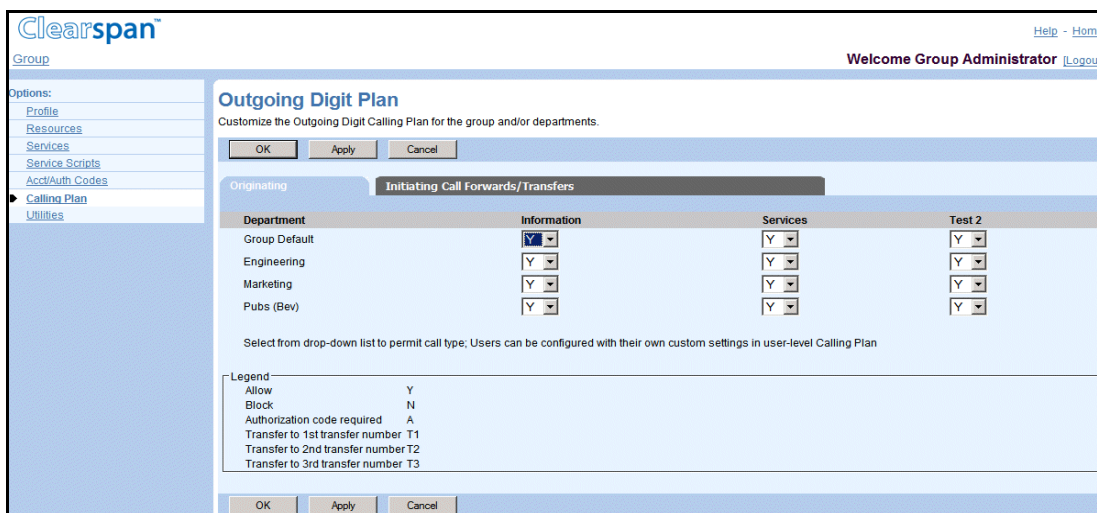 Clearspan™
Help - Hom
Group
Welcome Group Administrator [Logou
Options:
Profile
Resources
Services
Service Scripts
Acct/Auth Codes
Calling Plan
Utilities
Outgoing Digit Plan
Customize the Outgoing Digit Calling Plan for the group and/or departments.
OK Apply Cancel
Originating Initiating Call Forwards/Transfers
Department Information Services Test 2
Group Default Y Y Y
Engineering Y Y Y
Marketing Y Y Y
Pubs (Bev) Y Y Y
Select from drop-down list to permit call type; Users can be configured with their own custom settings in user-level Calling Plan
Legend
Allow Y
Block N
Authorization code required A
Transfer to 1st transfer number T1
Transfer to 2nd transfer number T2
Transfer to 3rd transfer number T3
OK Apply Cancel